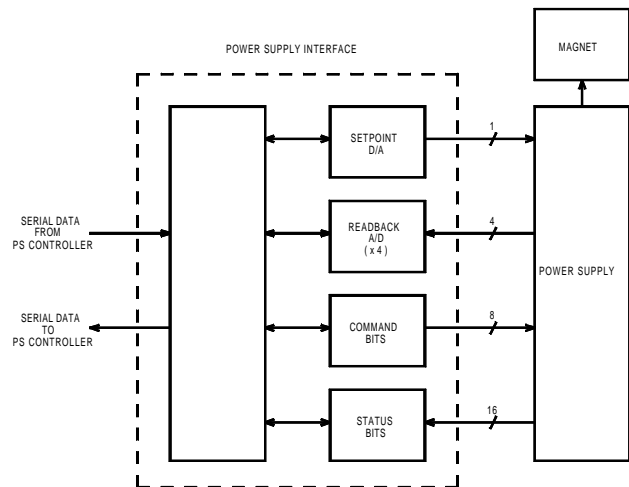 MAGNET
POWER SUPPLY INTERFACE
SETPOINT
D/A
1
SERIAL DATA
FROM
PS CONTROLLER
READBACK
A/D
( x 4 )
4
POWER SUPPLY
SERIAL DATA
TO
PS CONTROLLER
COMMAND
BITS
8
STATUS
BITS
16